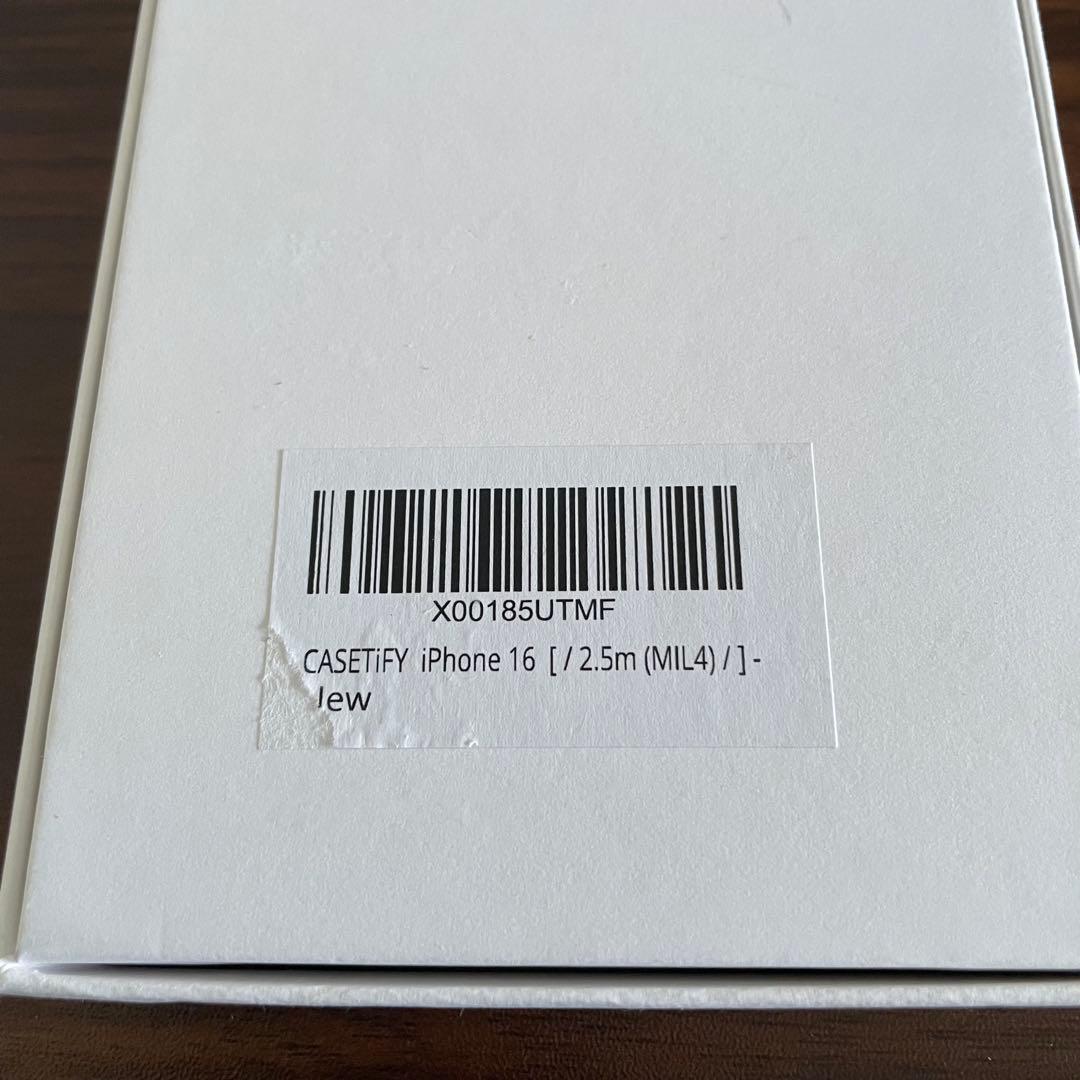 X00185UTMF
CASETiFY iPhone 16 [ / 2.5m (MIL4) / ] -